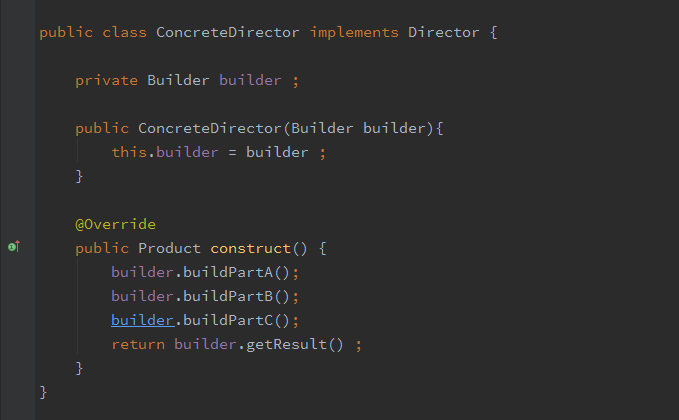 public class ConcreteDirector implements Director {
private Builder builder ;
public ConcreteDirector(Builder builder){
this.builder = builder ;
}
@Override
public Product construct() {
builder.buildPartA();
builder.buildPartB();
builder.buildPartC();
return builder.getResult() ;
}
}